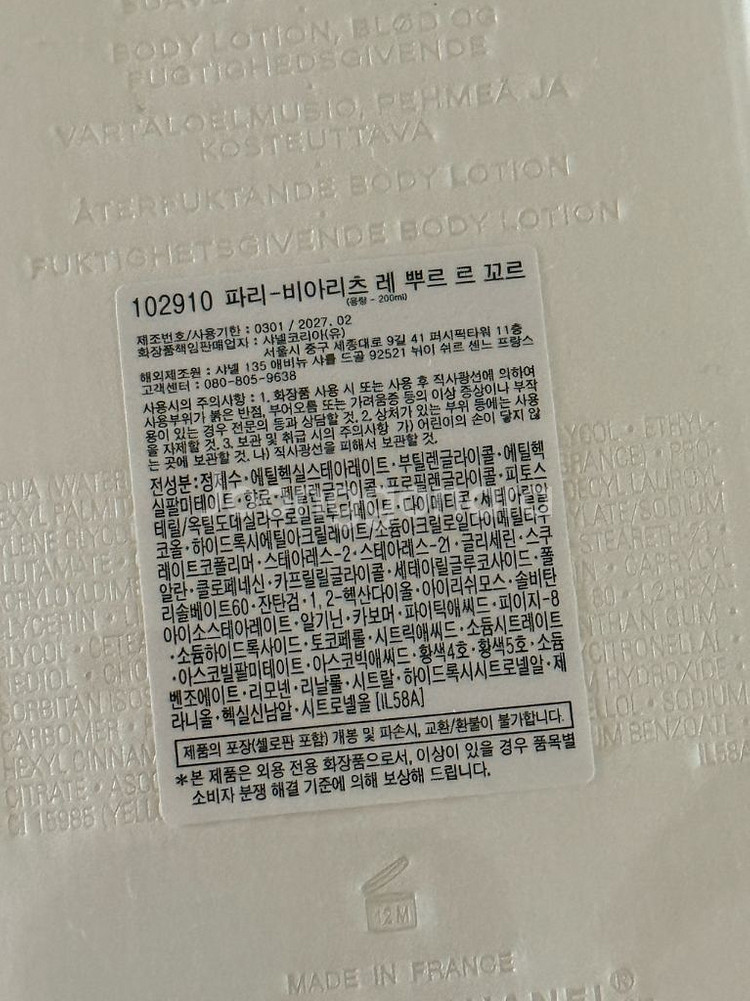 BODY LOTION, BLØD OG
FUGTIGHEDSGIVENDE
VARTALOEMULSIO, PEHMEÄ JA
KOSTEUTTAVA
ÅTERFUKTANDE BODY LOTION
FUKTIGHETSGIVENDE BODY LOTION
102910 파리-비아리츠 레 뿌르 르 꼬르
(용량 - 200ml)
제조번호/사용기한 : 0301 / 2027. 02
화장품책임판매업자 : 샤넬코리아(유)
서울시 중구 세종대로 9길 41 퍼시픽타워 11층
해외제조원 : 샤넬 135 애비뉴 샤를 드골 92521 뉘이 쉬르 센느 프랑스
고객센터 : 080-805-9638
사용시의 주의사항 : 1. 화장품 사용 시 또는 사용 후 직사광선에 의하여
사용부위가 붉은 반점, 부어오름 또는 가려움증 등의 이상 증상이나 부작
용이 있는 경우 전문의 등과 상담할 것. 2. 상처가 있는 부위 등에는 사용
을 자제할 것. 3. 보관 및 취급 시의 주의사항 가) 어린이의 손이 닿지 않
는 곳에 보관할 것. 나) 직사광선을 피해서 보관할 것.
전성분 : 정제수·에틸헥실스테아레이트·부틸렌글라이콜·에틸헥
실팔미테이트·향료·펜틸렌글라이콜·프로필렌글라이콜·피토스
테릴/옥틸도데실라우로일글루타메이트·다이메티콘·세테아릴알
코올·하이드록시에틸아크릴레이트/소듐아크릴로일다이메틸타우
레이트코폴리머·스테아레스-2·스테아레스-21·글리세린·스쿠
알란·클로페네신·카프릴릴글라이콜·세테아릴글루코사이드·폴
리솔베이트60·잔탄검·1, 2-헥산다이올·아이리쉬모스·솔비탄
아이소스테아레이트·알기닌·카보머·파이틱애씨드·피이지-8
·소듐하이드록사이드·토코페롤·시트릭애씨드·소듐시트레이트
·아스코빌팔미테이트·아스코빅애씨드·황색4호·황색5호·소듐
벤조에이트·리모넨·리날룰·시트랄·하이드록시시트로넬알·제
라니올·헥실신남알·시트로넬올 [IL58A]
제품의 포장(셀로판 포함) 개봉 및 파손시, 교환/환불이 불가합니다.
*본 제품은 외용 전용 화장품으로서, 이상이 있을 경우 품목별
소비자 분쟁 해결 기준에 의해 보상해 드립니다.
CI 15985 (YELL
12M
MADE IN FRANCE